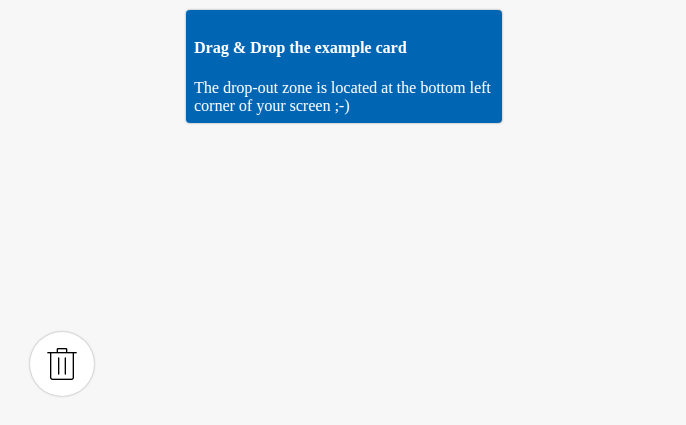 Drag & Drop the example card
The drop-out zone is located at the bottom left
corner of your screen ;-)